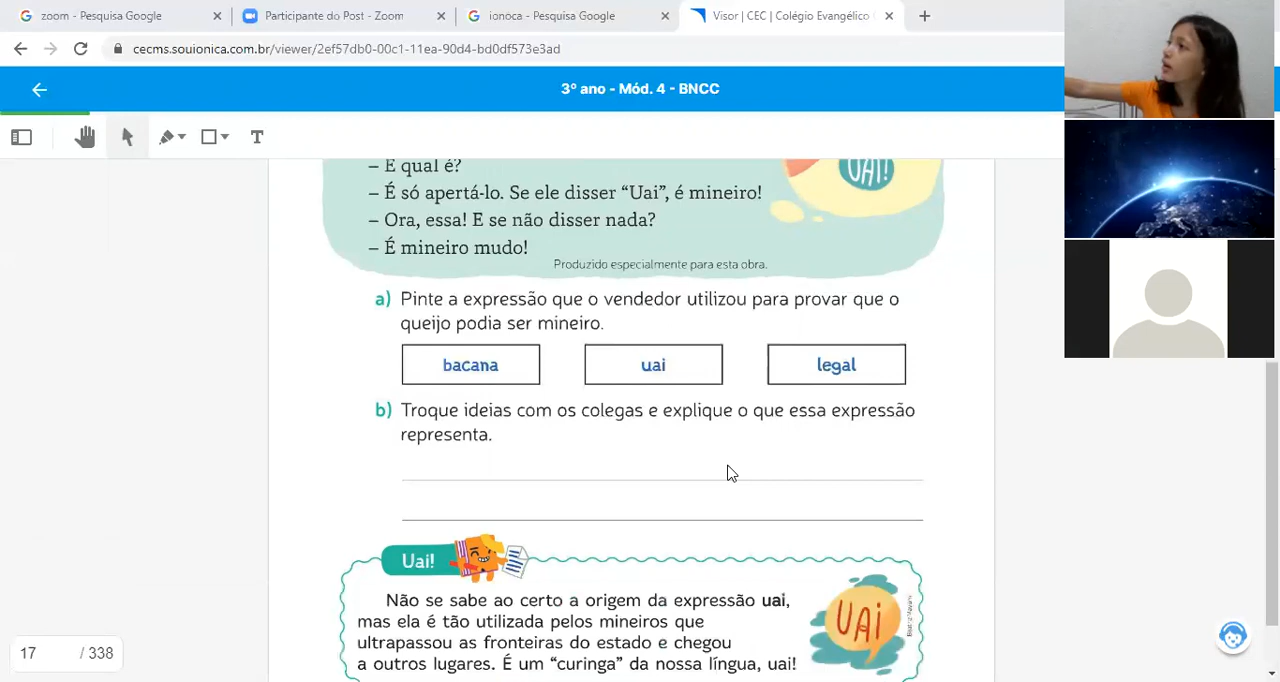 zoom - Pesquisa Google
Participante do Post - Zoom
ionoca - Pesquisa Google
Visor | CEC | Colégio Evangélico
cecms.souionica.com.br/viewer/2ef57db0-00c1-11ea-90d4-bd0df573e3ad
3º ano - Mód. 4 - BNCC
T
– E qual é?
– É só apertá-lo. Se ele disser “Uai”, é mineiro!
– Ora, essa! E se não disser nada?
– É mineiro mudo!
UAI!
Produzido especialmente para esta obra.
a) Pinte a expressão que o vendedor utilizou para provar que o
queijo podia ser mineiro.
bacana uai legal
b) Troque ideias com os colegas e explique o que essa expressão
representa.
Uai!
Não se sabe ao certo a origem da expressão uai,
mas ela é tão utilizada pelos mineiros que
ultrapassou as fronteiras do estado e chegou
a outros lugares. É um “curinga” da nossa língua, uai!
UAI
17 / 338